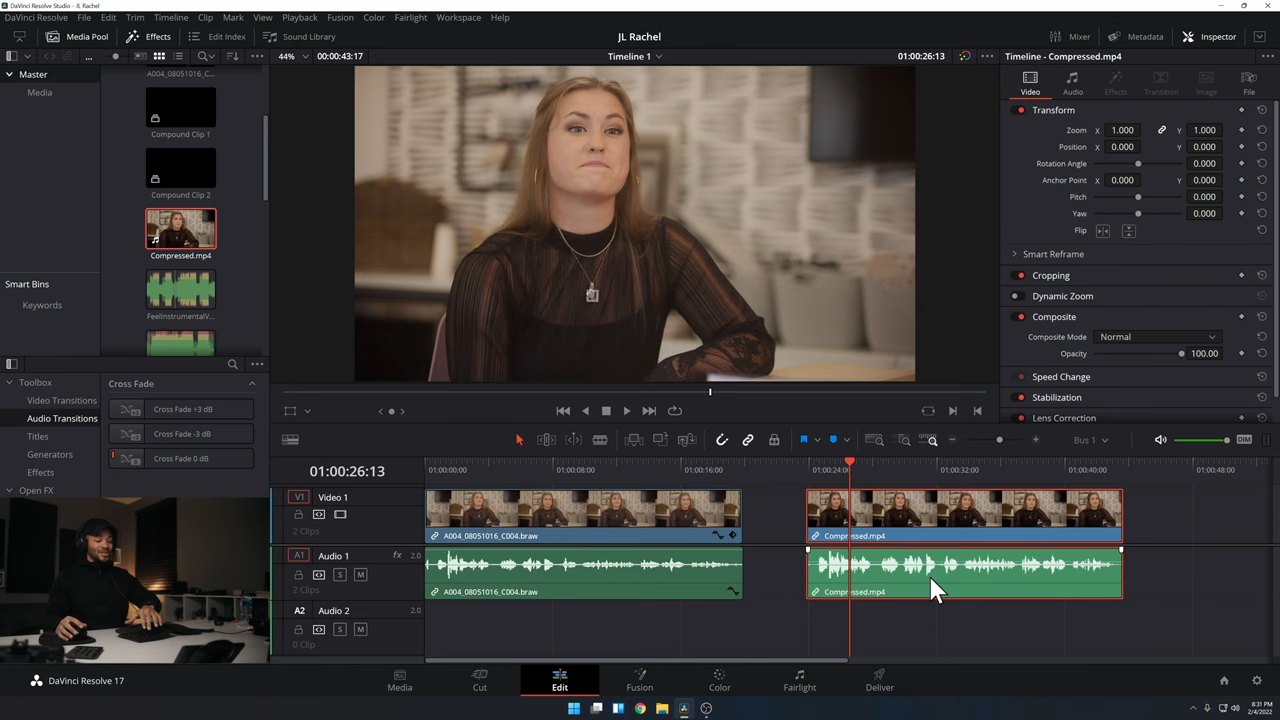 DaVinci Resolve Studio - JL Rachel
DaVinci Resolve File Edit Trim Timeline Clip Mark View Playback Fusion Color Fairlight Workspace Help
Media Pool Effects Edit Index Sound Library JL Rachel Mixer Metadata Inspector
44% 00:00:43:17 Timeline 1 01:00:26:13 Timeline - Compressed.mp4
Master
Media
A004_08051016_C...
Compound Clip 1
Compound Clip 2
Compressed.mp4
Smart Bins
Keywords
FeelInstrumentalV...
Video Audio Effects Transition Image File
Transform
Zoom X 1.000 Y 1.000
Position X 0.000 Y 0.000
Rotation Angle 0.000
Anchor Point X 0.000 Y 0.000
Pitch 0.000
Yaw 0.000
Flip
Smart Reframe
Cropping
Dynamic Zoom
Composite
Composite Mode Normal
Opacity 100.00
Speed Change
Stabilization
Lens Correction
Toolbox
Video Transitions
Audio Transitions
Titles
Generators
Effects
Open FX
Cross Fade
Cross Fade +3 dB
Cross Fade -3 dB
Cross Fade 0 dB
Bus 1 DIM
01:00:26:13 01:00:00:00 01:00:08:00 01:00:16:00 01:00:24:00 01:00:32:00 01:00:40:00 01:00:48:00
V1 Video 1
2 Clips
A004_08051016_C004.braw Compressed.mp4
A1 Audio 1 fx 2.0
S M
2 Clips
A004_08051016_C004.braw Compressed.mp4
A2 Audio 2 2.0
S M
0 Clip
DaVinci Resolve 17 Media Cut Edit Fusion Color Fairlight Deliver
8:31 PM
2/4/2022